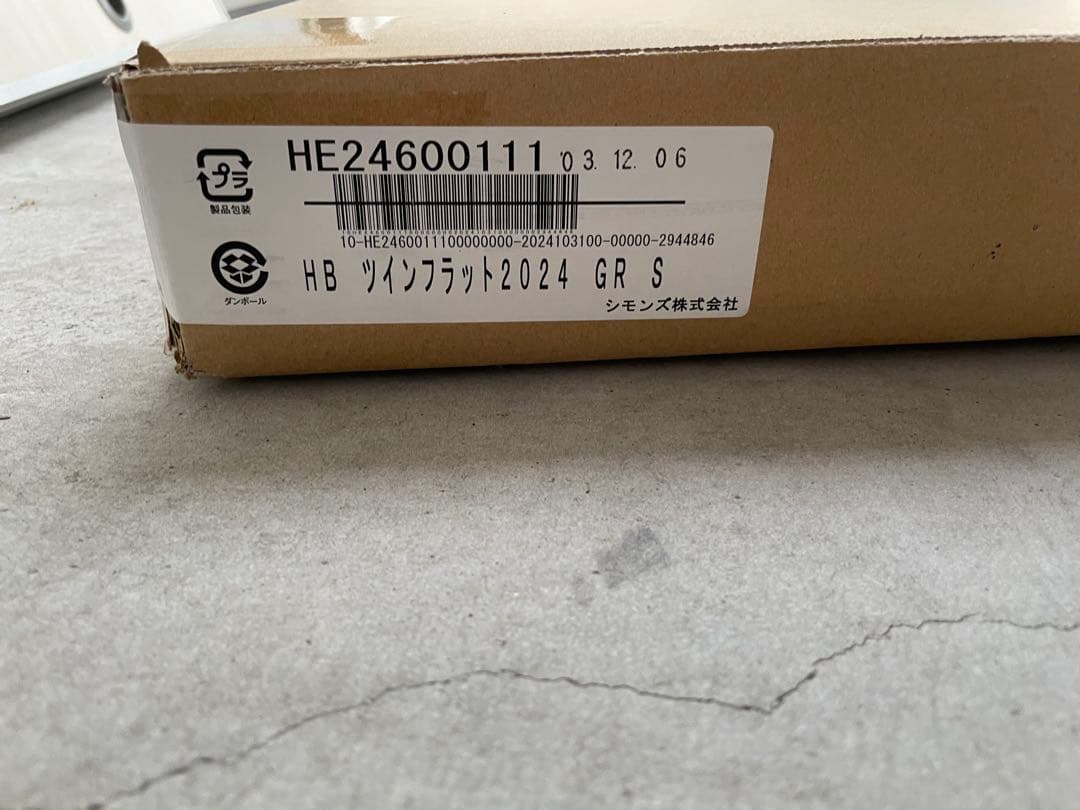 プラ
製品包装
HE24600111 '03.12.06
10-HE2460011100000000-2024103100-00000-2944846
ダンボール
HB ツインフラット2024 GR S
シモンズ株式会社